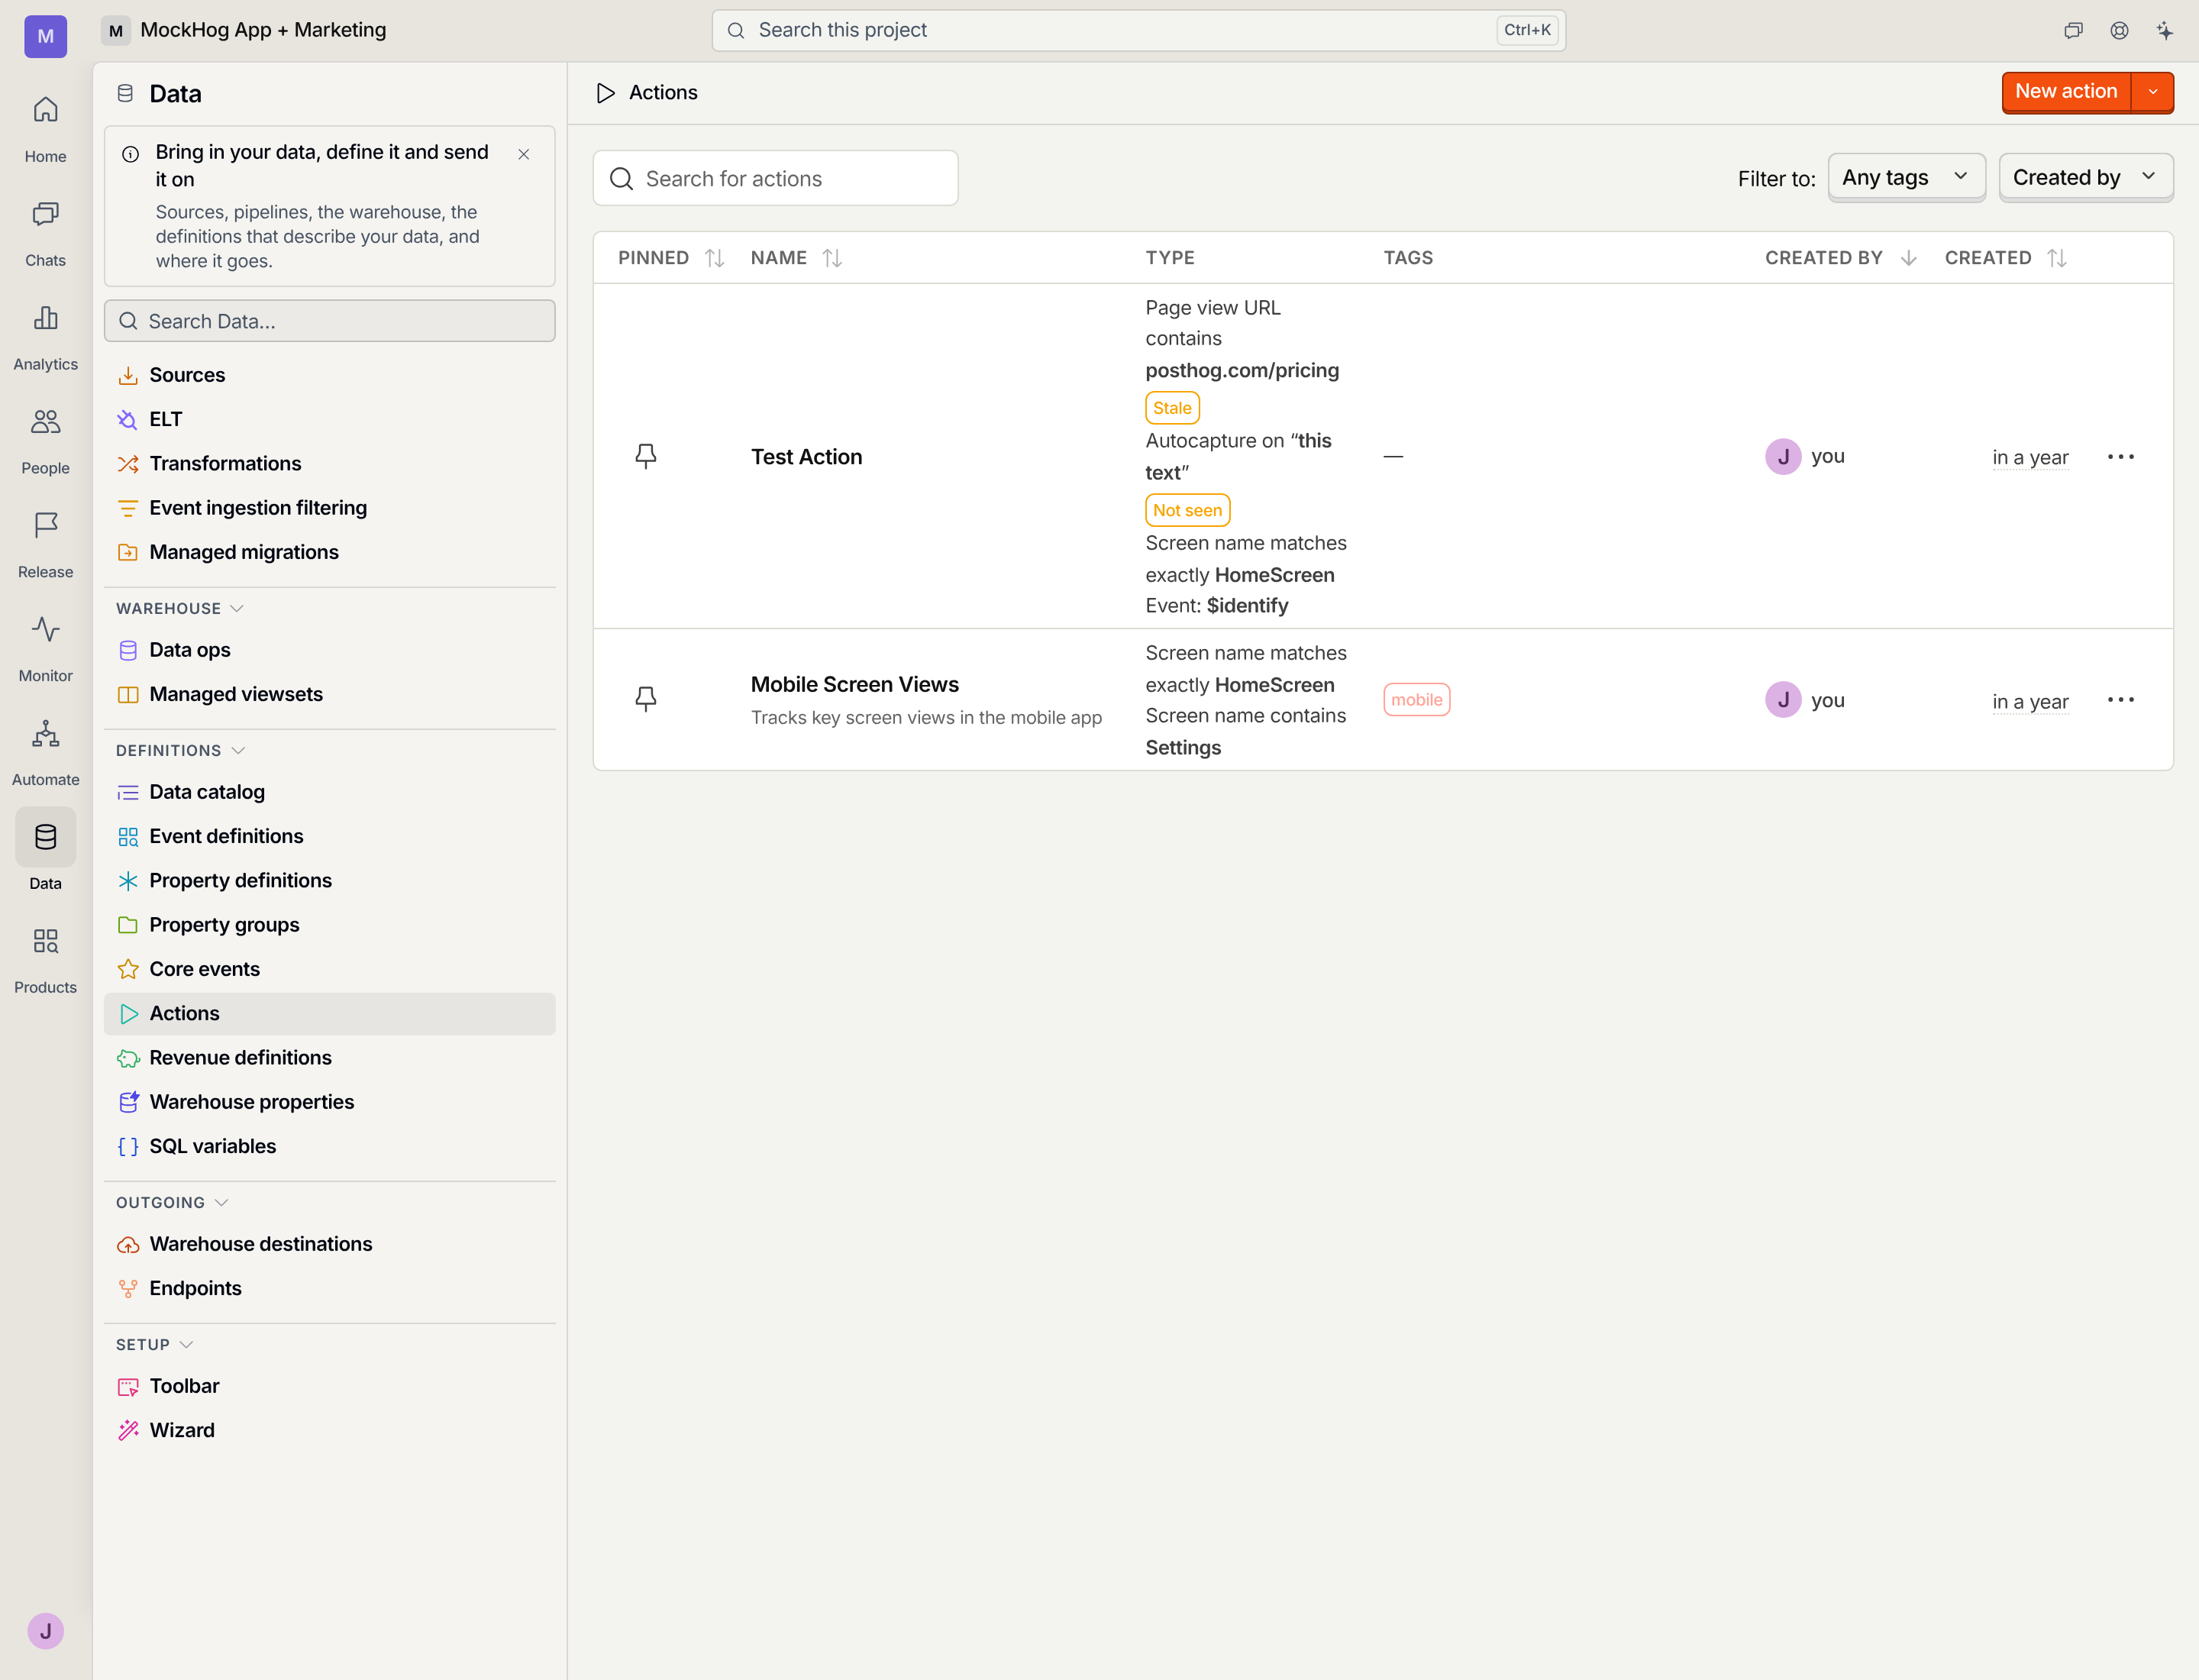 M
M MockHog App + Marketing
Search this project
Ctrl+K
Home
Chats
Analytics
People
Release
Monitor
Automate
Data
Products
J
Data
Bring in your data, define it and send
it on
Sources, pipelines, the warehouse, the
definitions that describe your data, and
where it goes.
Search Data...
Sources
ELT
Transformations
Event ingestion filtering
Managed migrations
WAREHOUSE
Data ops
Managed viewsets
DEFINITIONS
Data catalog
Event definitions
Property definitions
Property groups
Core events
Actions
Revenue definitions
Warehouse properties
SQL variables
OUTGOING
Warehouse destinations
Endpoints
SETUP
Toolbar
Wizard
Actions
New action
Search for actions
Filter to:
Any tags
Created by
PINNED NAME TYPE TAGS CREATED BY CREATED
Test Action
Page view URL
contains
posthog.com/pricing
Stale
Autocapture on “this
text”
Not seen
Screen name matches
exactly HomeScreen
Event: $identify
—
J you
in a year
Mobile Screen Views
Tracks key screen views in the mobile app
Screen name matches
exactly HomeScreen
Screen name contains
Settings
mobile
J you
in a year